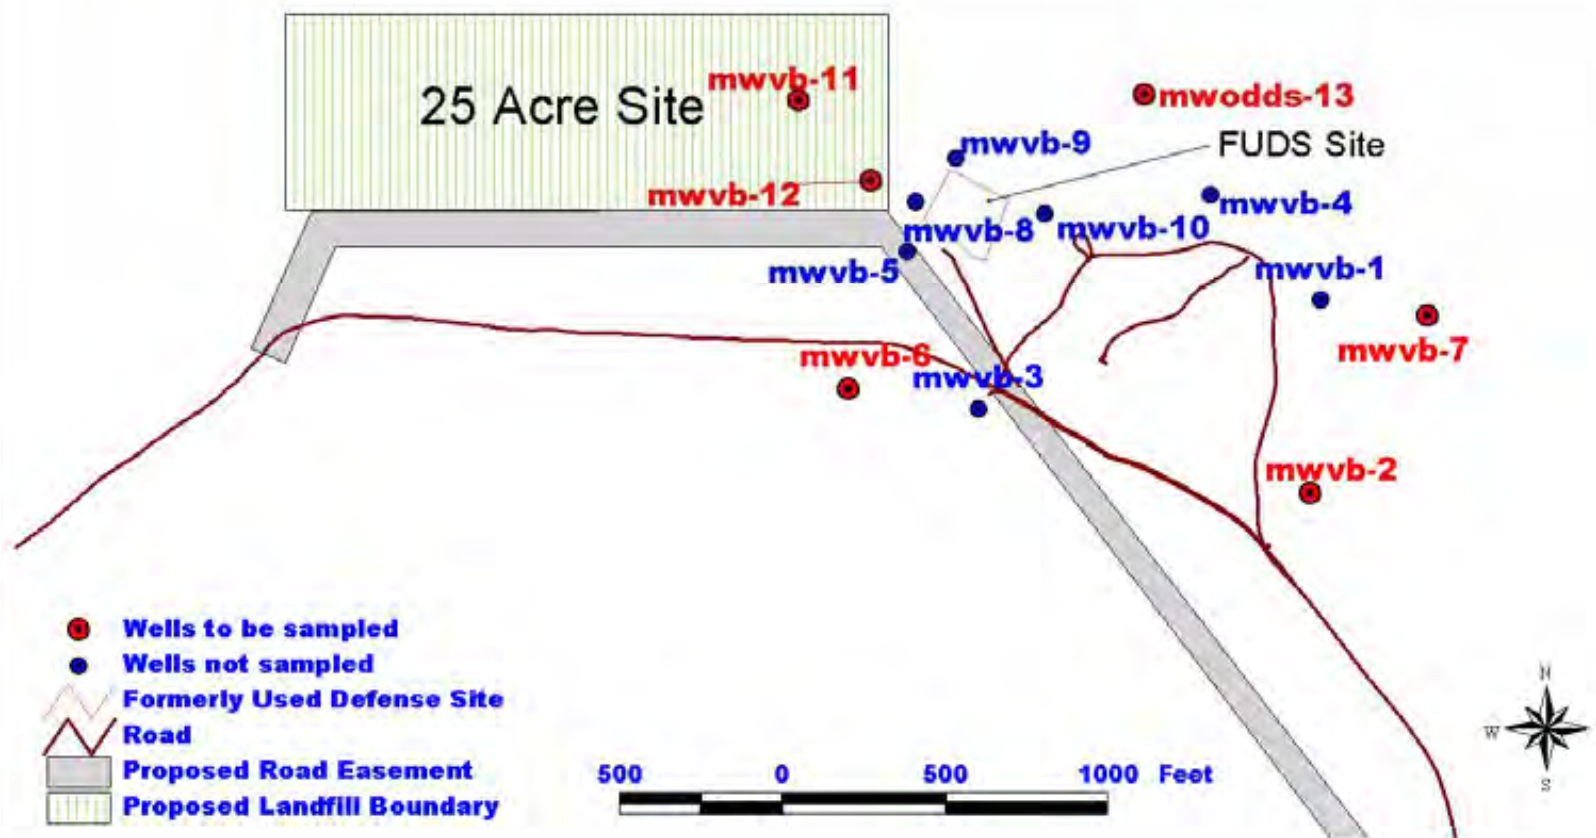 mwvb-11
25 Acre Site
mwodds-13
mwvb-9
FUDS Site
mwvb-12
mwvb-4
mwvb-8
mwvb-10
mwvb-5
mwvb-1
mwvb-7
mwvb-6
mwvb-3
mwvb-2
Wells to be sampled
Wells not sampled
Formerly Used Defense Site
Road
Proposed Road Easement
Proposed Landfill Boundary
500 0 500 1000 Feet
N
W
S